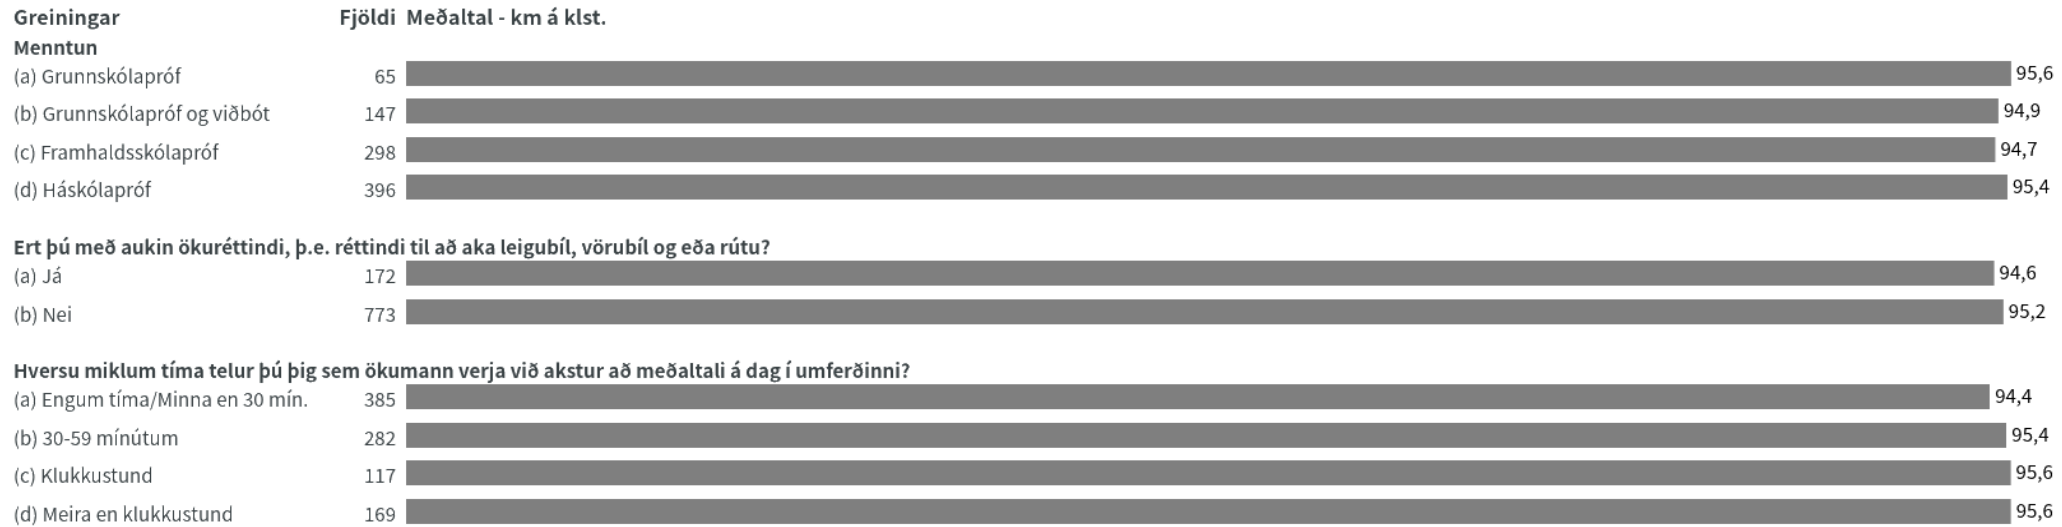 Greiningar Fjöldi Meðaltal - km á klst.
Menntun
(a) Grunnskólapróf 65 95,6
(b) Grunnskólapróf og viðbót 147 94,9
(c) Framhaldsskólapróf 298 94,7
(d) Háskólapróf 396 95,4
Ert þú með aukin ökuréttindi, þ.e. réttindi til að aka leigubíl, vörubíl og eða rútu?
(a) Já 172 94,6
(b) Nei 773 95,2
Hversu miklum tíma telur þú þig sem ökumann verja við akstur að meðaltali á dag í umferðinni?
(a) Engum tíma/Minna en 30 mín. 385 94,4
(b) 30-59 mínútum 282 95,4
(c) Klukkustund 117 95,6
(d) Meira en klukkustund 169 95,6